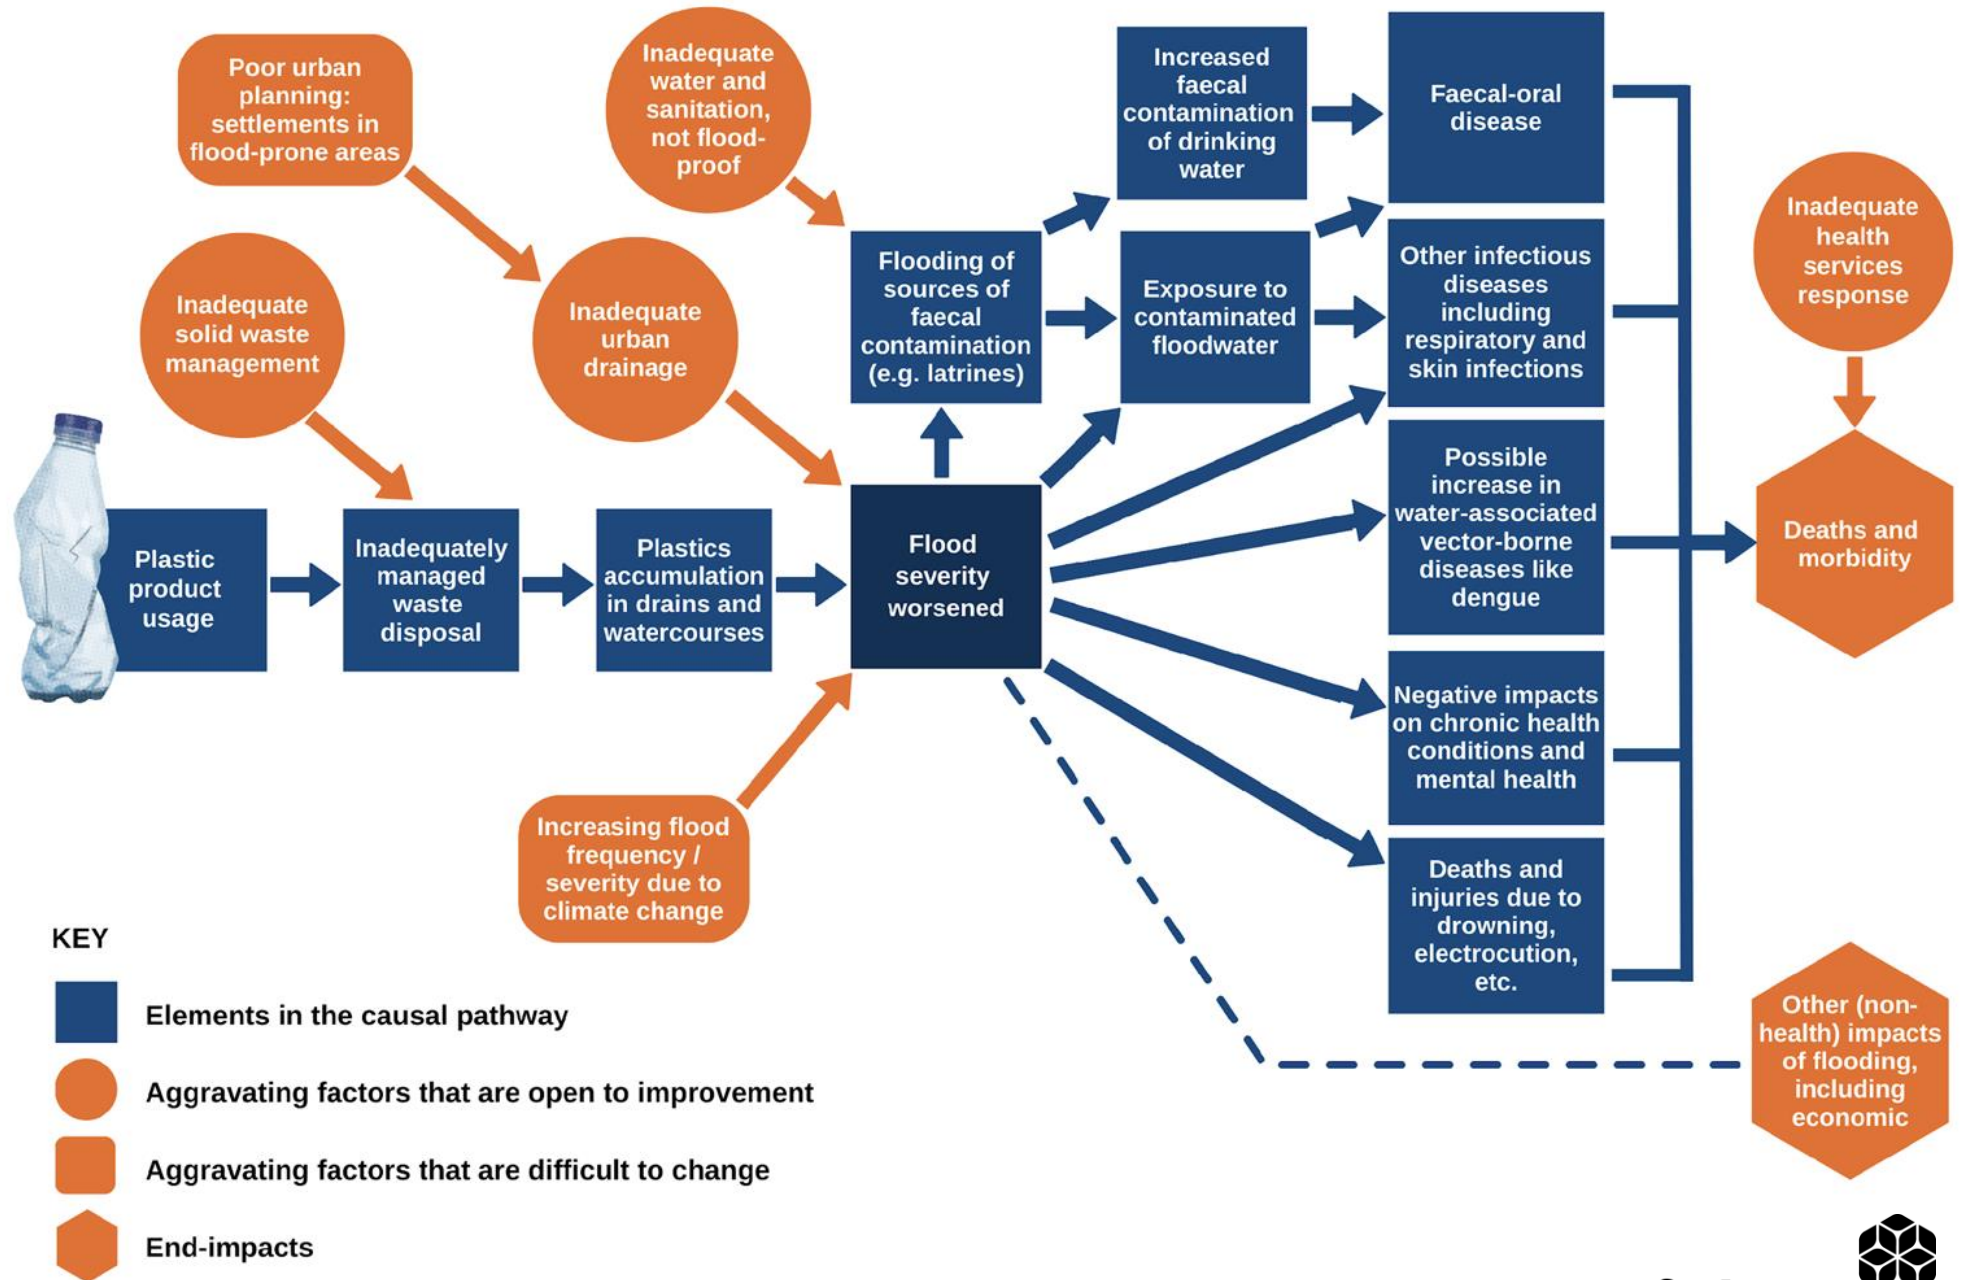 Poor urban
planning:
settlements in
flood-prone areas
Inadequate
water and
sanitation,
not flood-
proof
Increased
faecal
contamination
of drinking
water
Faecal-oral
disease
Inadequate
solid waste
management
Inadequate
urban
drainage
Flooding of
sources of
faecal
contamination
(e.g. latrines)
Exposure to
contaminated
floodwater
Other infectious
diseases
including
respiratory and
skin infections
Inadequate
health
services
response
Plastic
product
usage
Inadequately
managed
waste
disposal
Plastics
accumulation
in drains and
watercourses
Flood
severity
worsened
Possible
increase in
water-associated
vector-borne
diseases like
dengue
Deaths and
morbidity
Negative impacts
on chronic health
conditions and
mental health
Increasing flood
frequency /
severity due to
climate change
Deaths and
injuries due to
drowning,
electrocution,
etc.
Other (non-
health) impacts
of flooding,
including
economic
KEY
Elements in the causal pathway
Aggravating factors that are open to improvement
Aggravating factors that are difficult to change
End-impacts